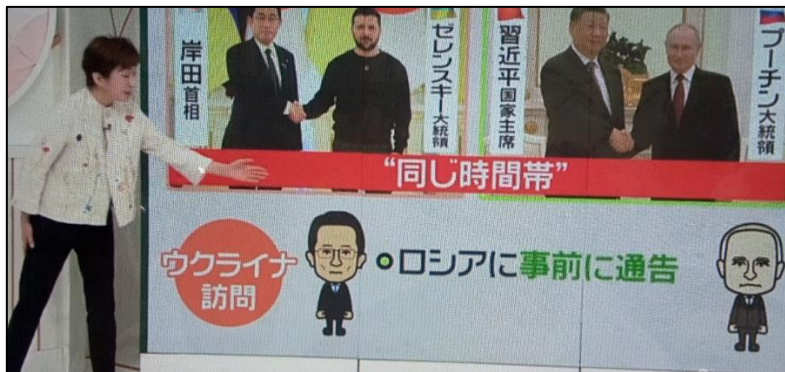 岸田首相
ゼレンスキー大統領
習近平国家主席
プーチン大統領
“同じ時間帯”
ウクライナ
訪問
ロシアに事前に通告